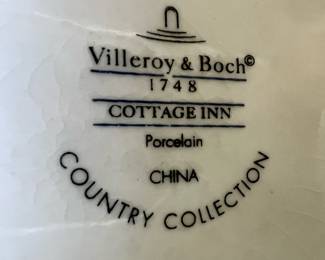 Villeroy & Boch©
1748
COTTAGE INN
Porcelain
CHINA
COUNTRY COLLECTION